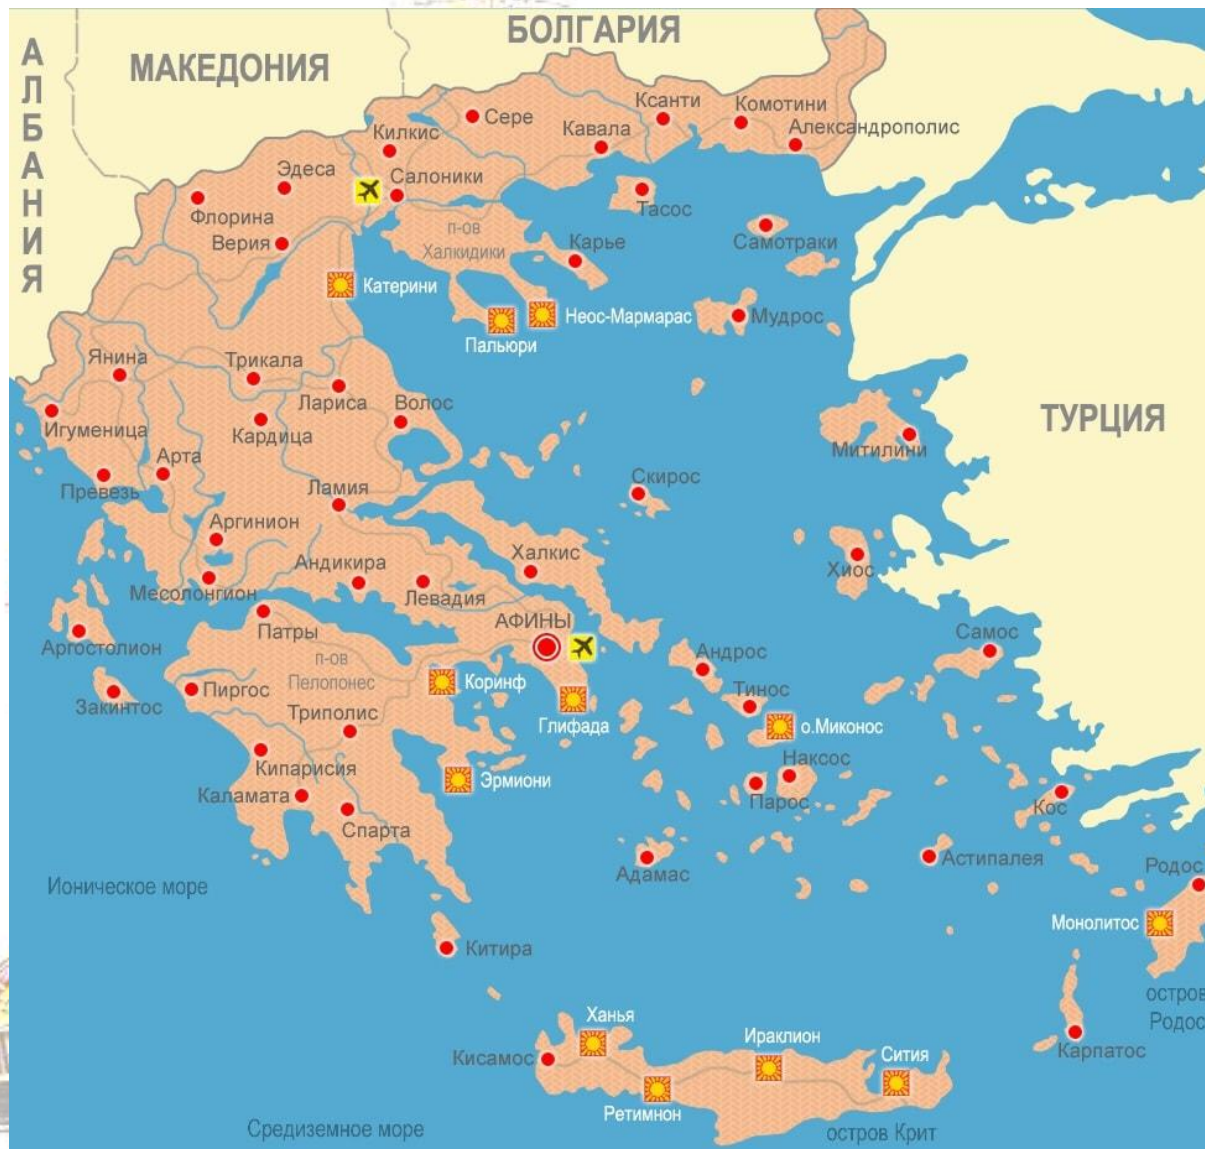 БОЛГАРИЯ
МАКЕДОНИЯ
АЛБАНИЯ
Ксанти
Комотини
Сере
Килкис
Кавала
Александрополис
Эдеса
Салоники
Флорина
Тасос
п-ов
Халкидики
Верия
Карье
Самотраки
Катерини
Неос-Мармарас
Мудрос
Пальюри
Янина
Трикала
Лариса
Волос
ТУРЦИЯ
Игуменица
Кардица
Митилини
Арта
Превезь
Ламия
Скирос
Аргинион
Андикира
Халкис
Хиос
Месолонгион
Левадия
АФИНЫ
Патры
Самос
Аргостолион
п-ов
Пелопонес
Андрос
Пиргос
Коринф
Тинос
Закинтос
Триполис
Глифада
о.Миконос
Кипарисия
Наксос
Эрмиони
Каламата
Парос
Кос
Спарта
Адамас
Астипалея
Родос
Ионическое море
Монолитос
Китира
остров
Родос
Ханья
Ираклион
Сития
Карпатос
Кисамос
Ретимнон
Средиземное море
остров Крит